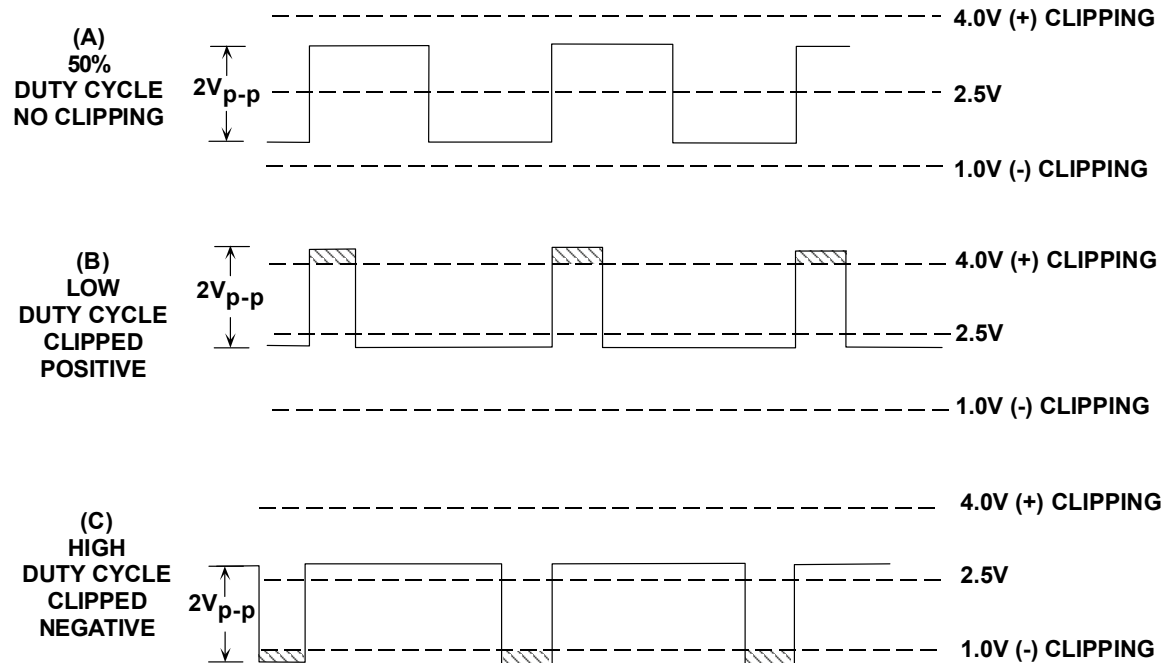 (A)
50%
DUTY CYCLE
NO CLIPPING
2Vp-p
4.0V (+) CLIPPING
2.5V
1.0V (-) CLIPPING
(B)
LOW
DUTY CYCLE
CLIPPED
POSITIVE
2Vp-p
4.0V (+) CLIPPING
2.5V
1.0V (-) CLIPPING
(C)
HIGH
DUTY CYCLE
CLIPPED
NEGATIVE
2Vp-p
4.0V (+) CLIPPING
2.5V
1.0V (-) CLIPPING